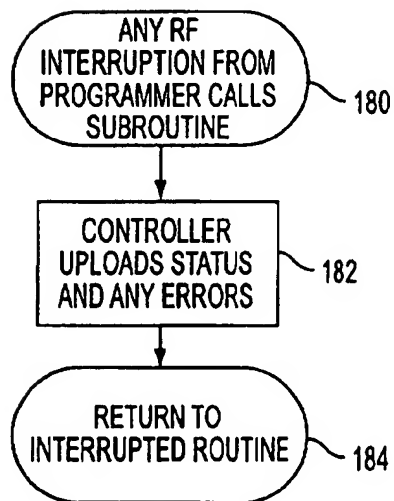 ANY RF
INTERRUPTION FROM
PROGRAMMER CALLS
SUBROUTINE
180
CONTROLLER
UPLOADS STATUS
AND ANY ERRORS
182
RETURN TO
INTERRUPTED ROUTINE
184